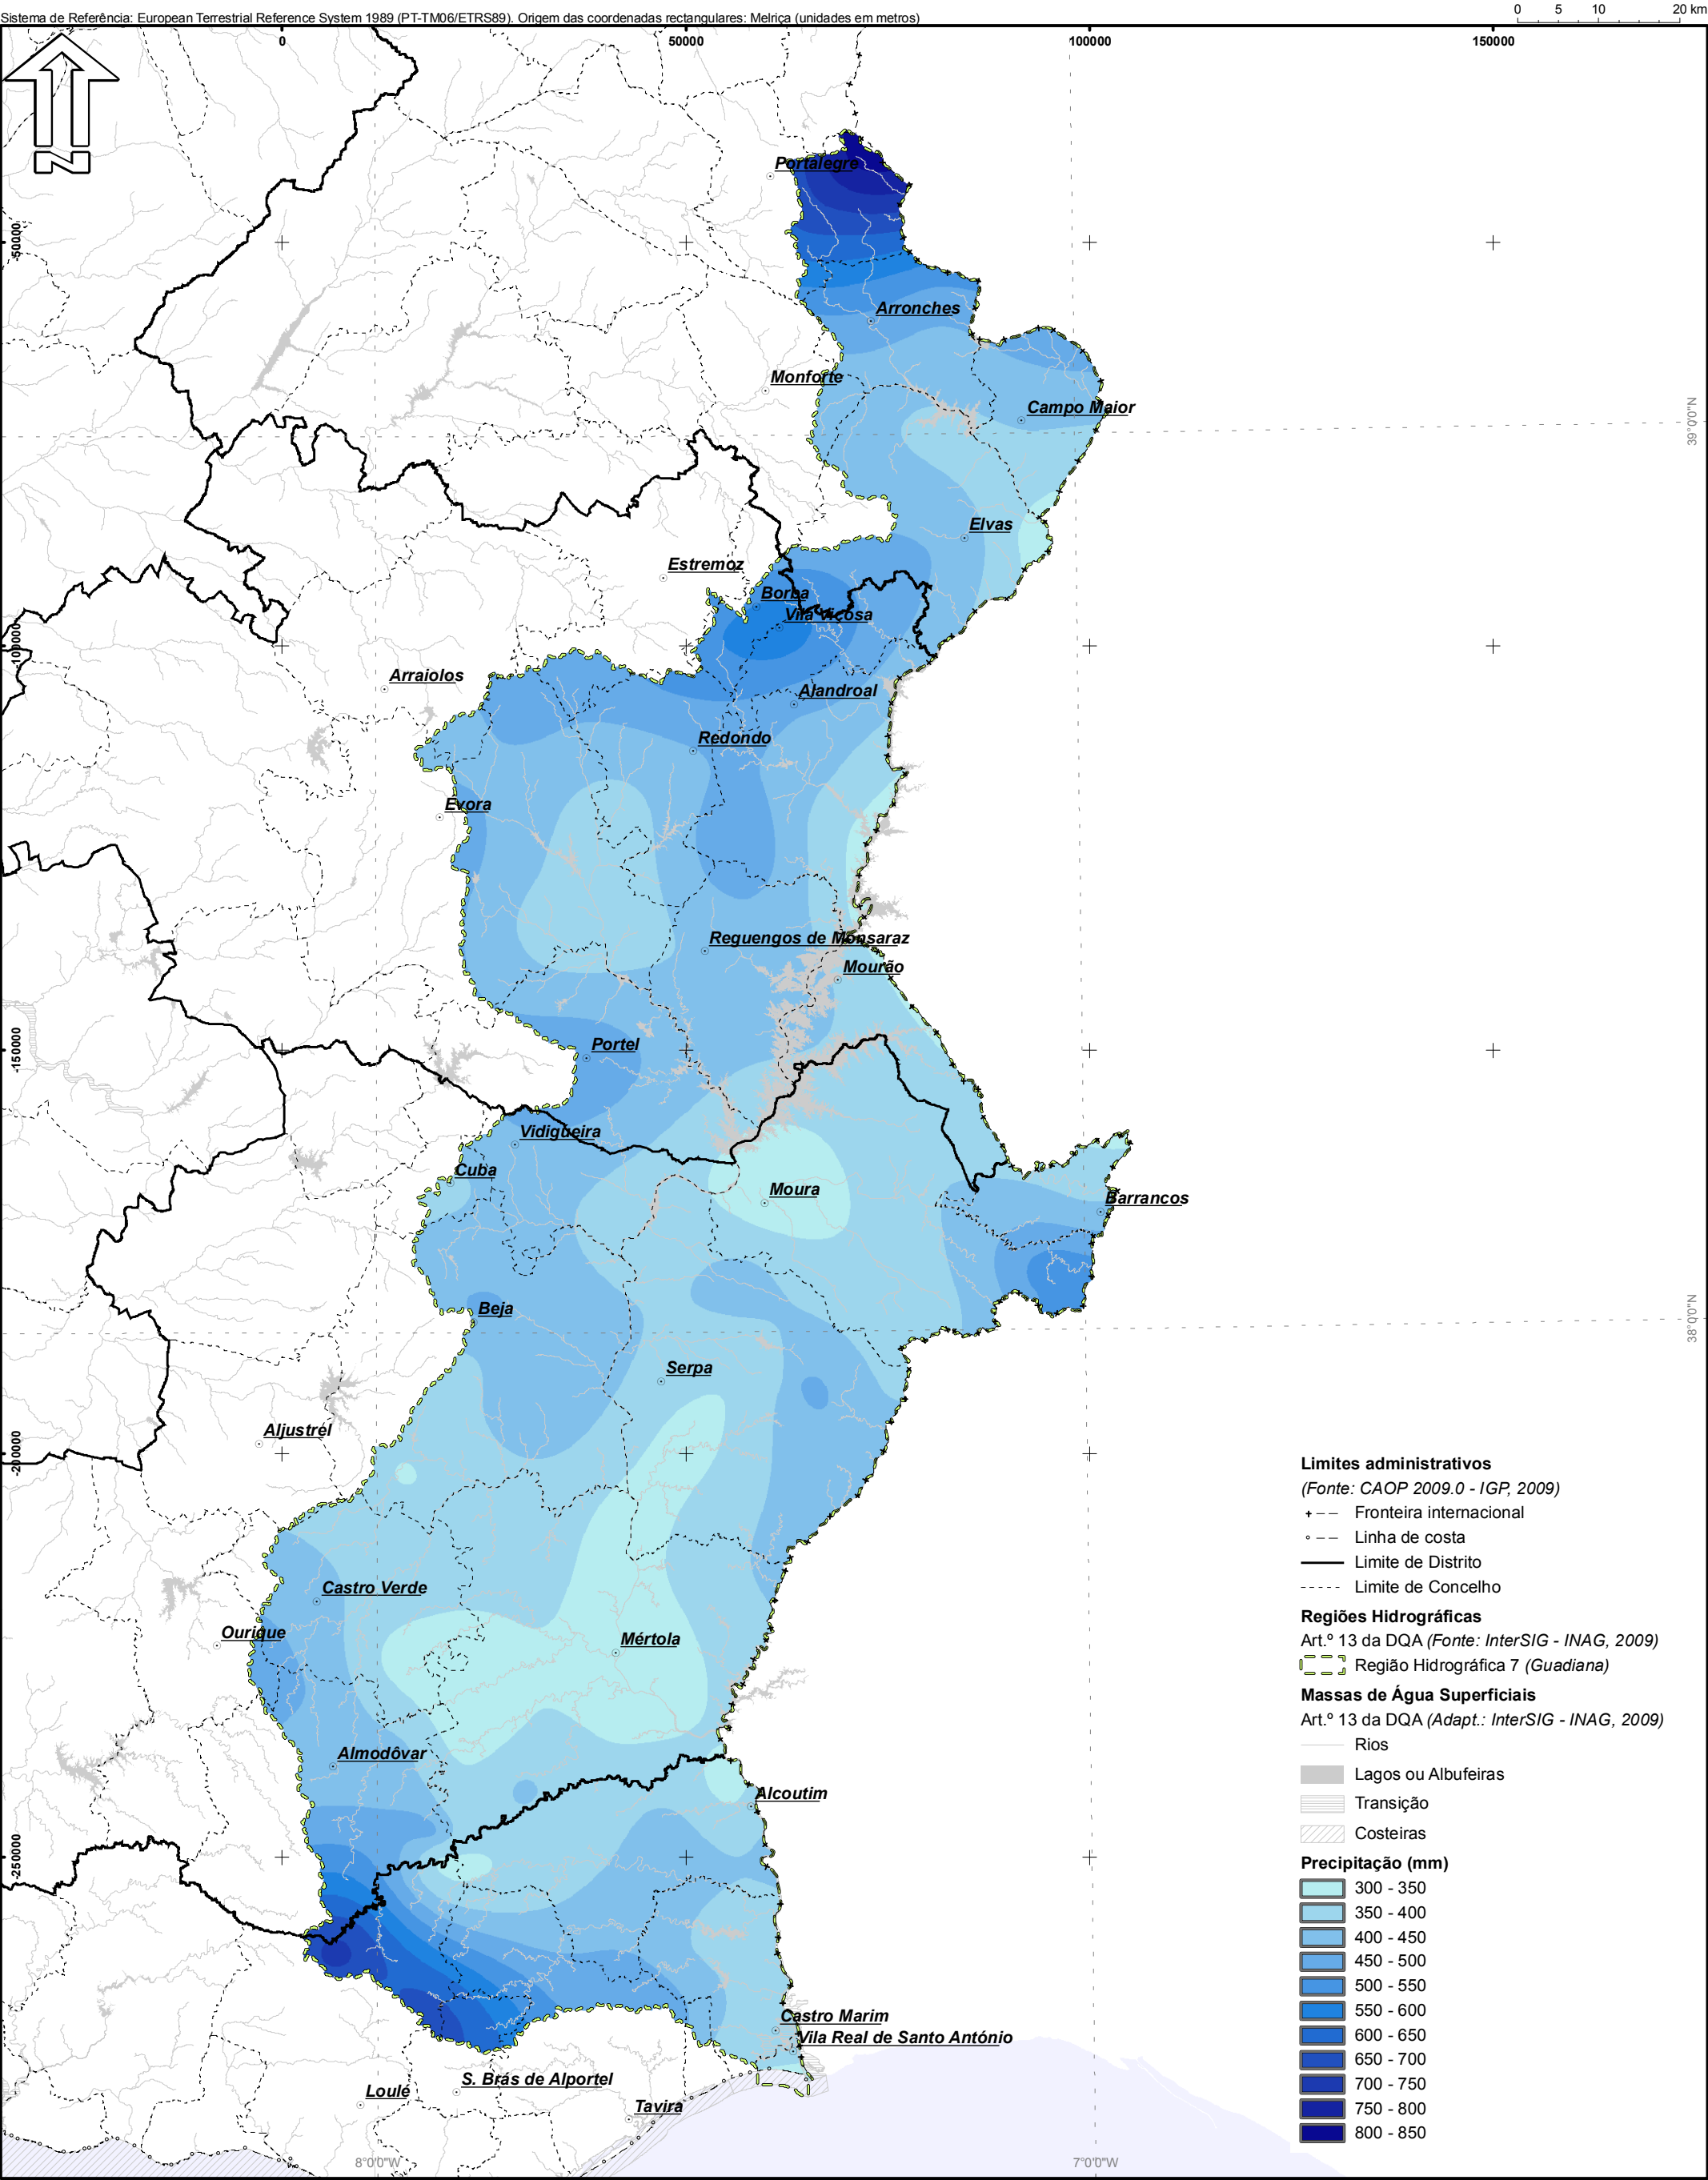 Sistema de Referência: European Terrestrial Reference System 1989 (PT-TM06/ETRS89). Origem das coordenadas rectangulares: Melriça (unidades em metros)
0 5 10 20 km
0 50000 100000 150000
N
Portalegre
-50000
Arronches
Monforte
Campo Maior
39°0'0"N
Elvas
Estremoz
Borba
Vila Viçosa
-100000
Arraiolos
Alandroal
Redondo
Évora
Reguengos de Monsaraz
Mourão
Portel
-150000
Vidigueira
Cuba
Moura
Barrancos
Beja
38°0'0"N
Serpa
Aljustrel
-200000
Castro Verde
Ourique
Mértola
Almodôvar
Alcoutim
-250000
Castro Marim
Vila Real de Santo António
S. Brás de Alportel
Loulé
Tavira
8°0'0"W 7°0'0"W
Limites administrativos
(Fonte: CAOP 2009.0 - IGP, 2009)
Fronteira internacional
Linha de costa
Limite de Distrito
Limite de Concelho
Regiões Hidrográficas
Art.º 13 da DQA (Fonte: InterSIG - INAG, 2009)
Região Hidrográfica 7 (Guadiana)
Massas de Água Superficiais
Art.º 13 da DQA (Adapt.: InterSIG - INAG, 2009)
Rios
Lagos ou Albufeiras
Transição
Costeiras
Precipitação (mm)
300 - 350
350 - 400
400 - 450
450 - 500
500 - 550
550 - 600
600 - 650
650 - 700
700 - 750
750 - 800
800 - 850